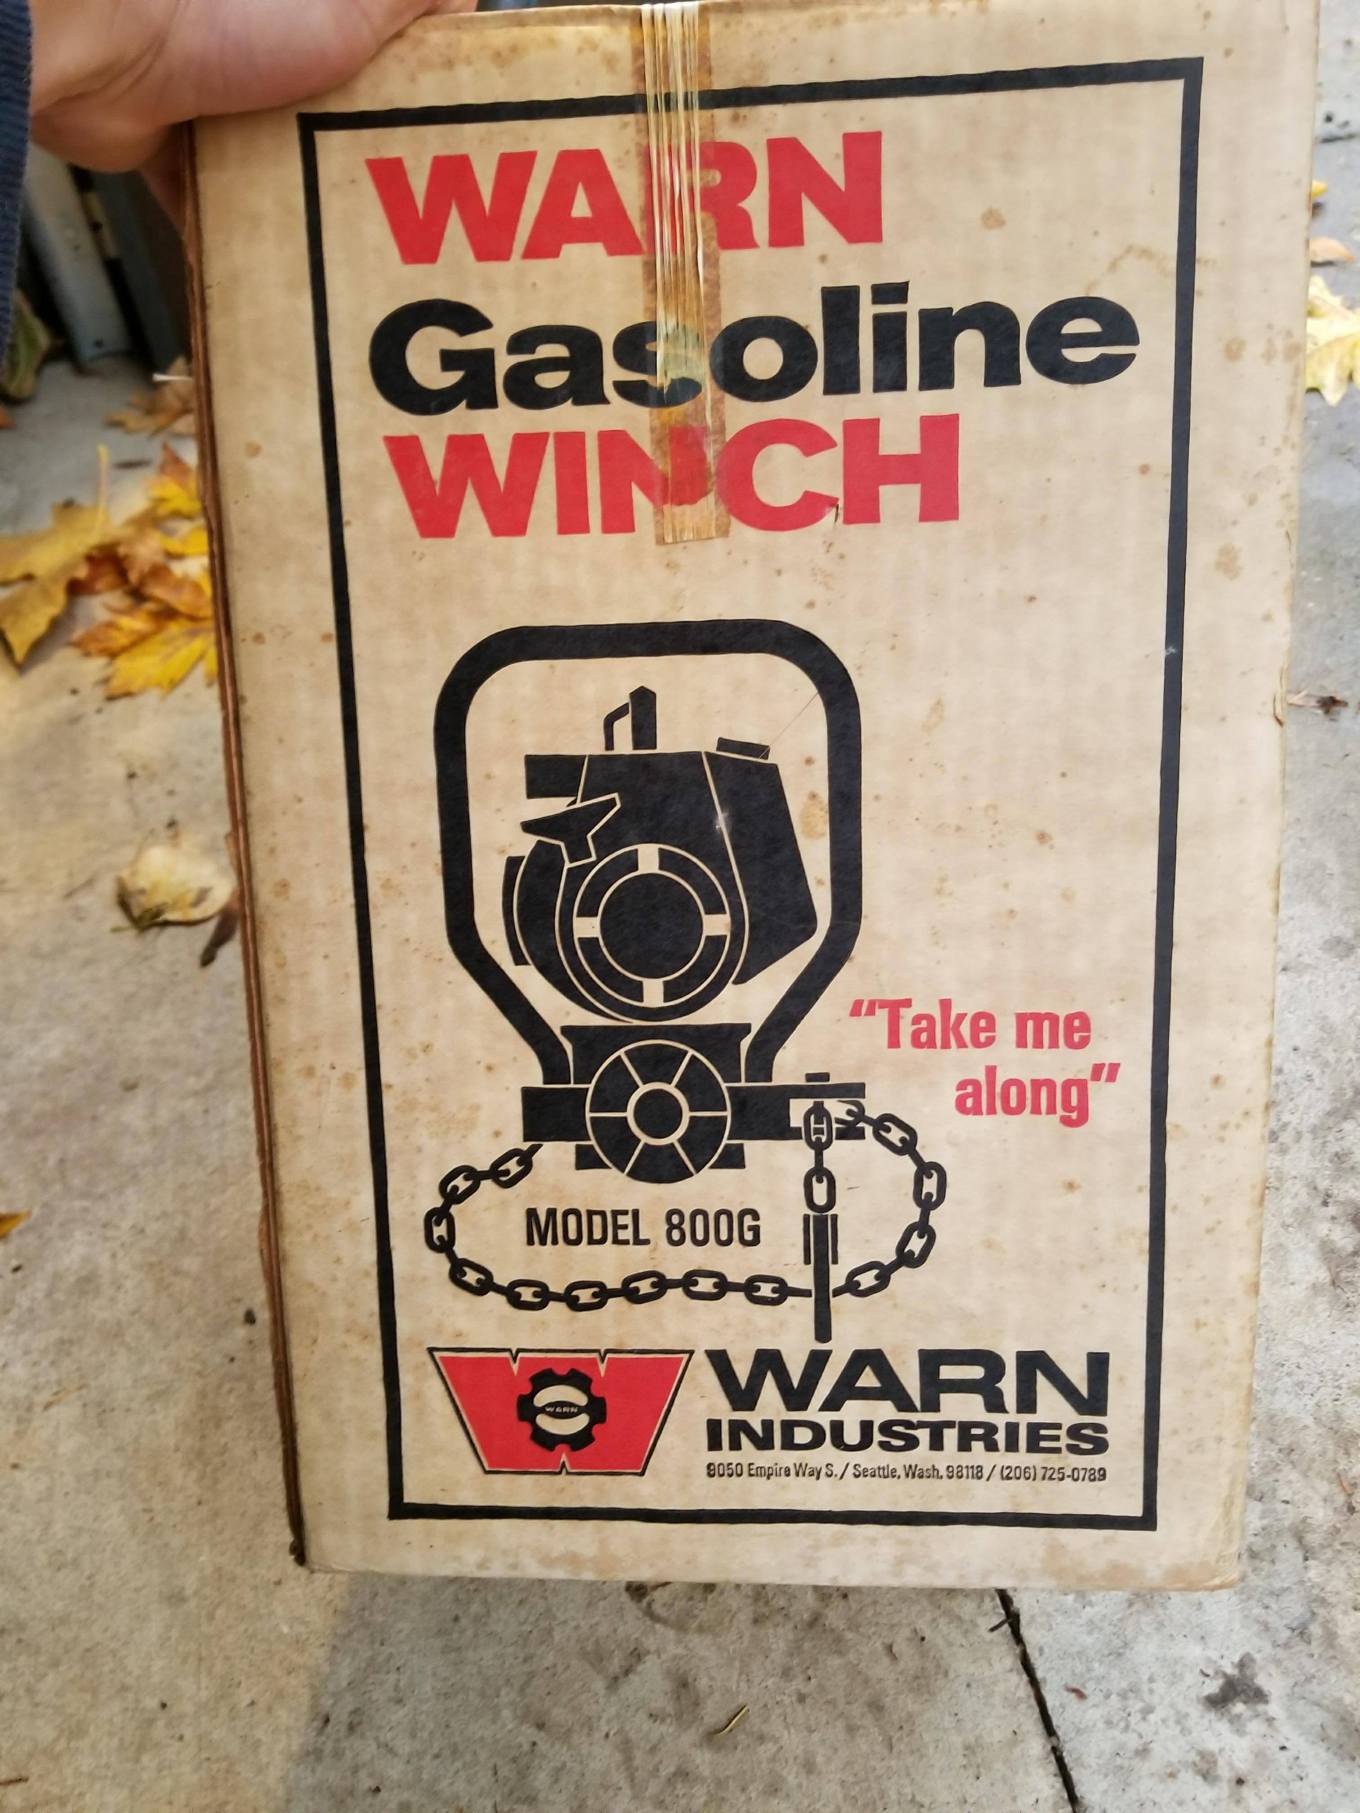 WARN
Gasoline
WINCH
“Take me
along”
MODEL 800G
WARN
WARN
INDUSTRIES
9050 Empire Way S. / Seattle, Wash. 98118 / (206) 725-0789